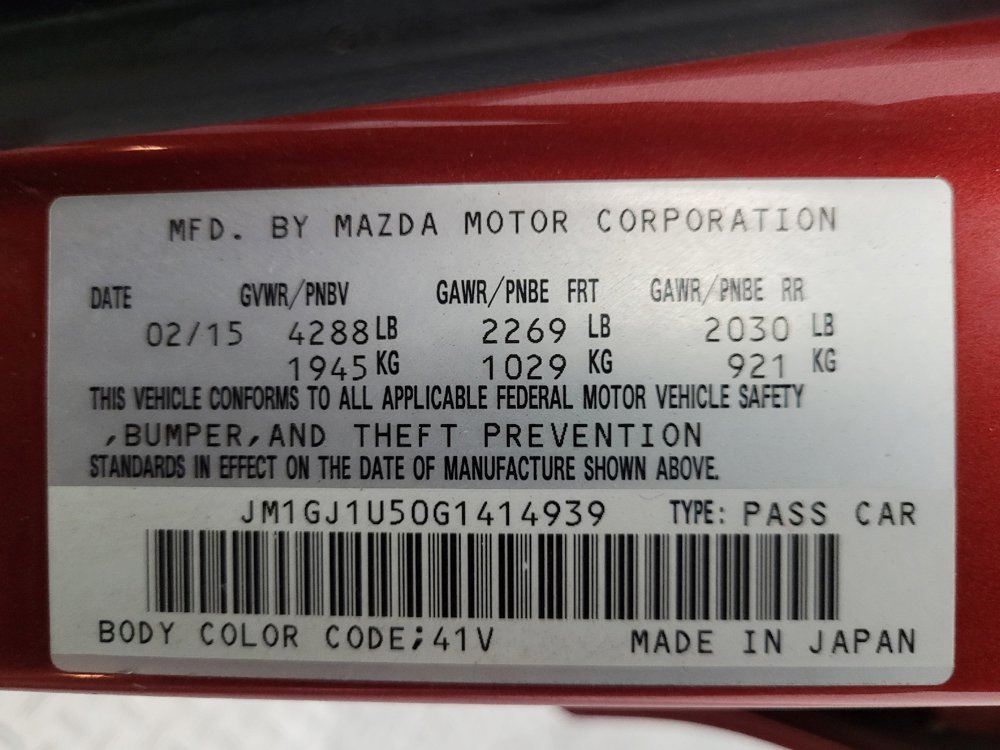 MFD. BY MAZDA MOTOR CORPORATION
DATE GVWR/PNBV GAWR/PNBE FRT GAWR/PNBE RR
02/15 4288 LB 2269 LB 2030 LB
1945 KG 1029 KG 921 KG
THIS VEHICLE CONFORMS TO ALL APPLICABLE FEDERAL MOTOR VEHICLE SAFETY
,BUMPER,AND THEFT PREVENTION
STANDARDS IN EFFECT ON THE DATE OF MANUFACTURE SHOWN ABOVE.
JM1GJ1U50G1414939 TYPE: PASS CAR
BODY COLOR CODE;41V MADE IN JAPAN